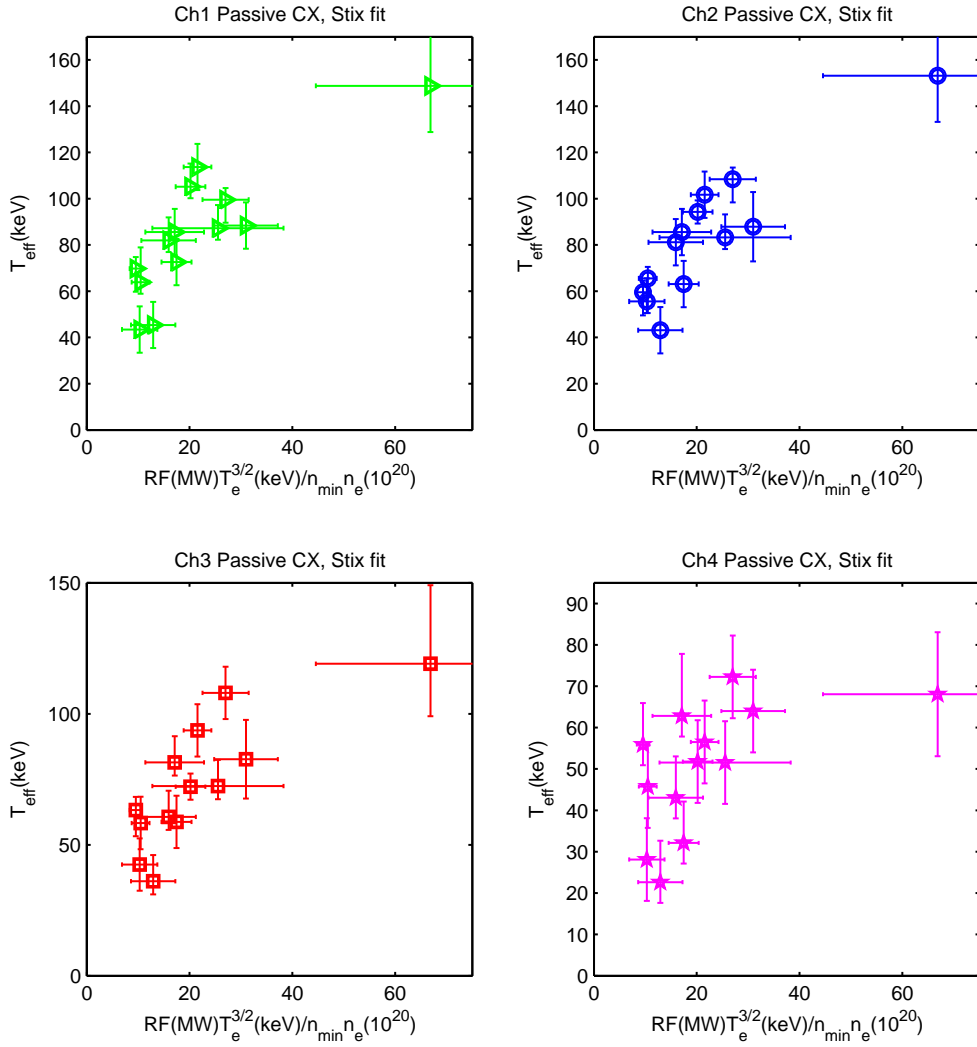 Ch1 Passive CX, Stix fit
160
140
120
100
80
60
40
20
0
T_eff(keV)
0 20 40 60
RF(MW)T_e^3/2(keV)/n_min n_e(10^20)
Ch2 Passive CX, Stix fit
160
140
120
100
80
60
40
20
0
T_eff(keV)
0 20 40 60
RF(MW)T_e^3/2(keV)/n_min n_e(10^20)
Ch3 Passive CX, Stix fit
150
100
50
0
T_eff(keV)
0 20 40 60
RF(MW)T_e^3/2(keV)/n_min n_e(10^20)
Ch4 Passive CX, Stix fit
90
80
70
60
50
40
30
20
10
0
T_eff(keV)
0 20 40 60
RF(MW)T_e^3/2(keV)/n_min n_e(10^20)